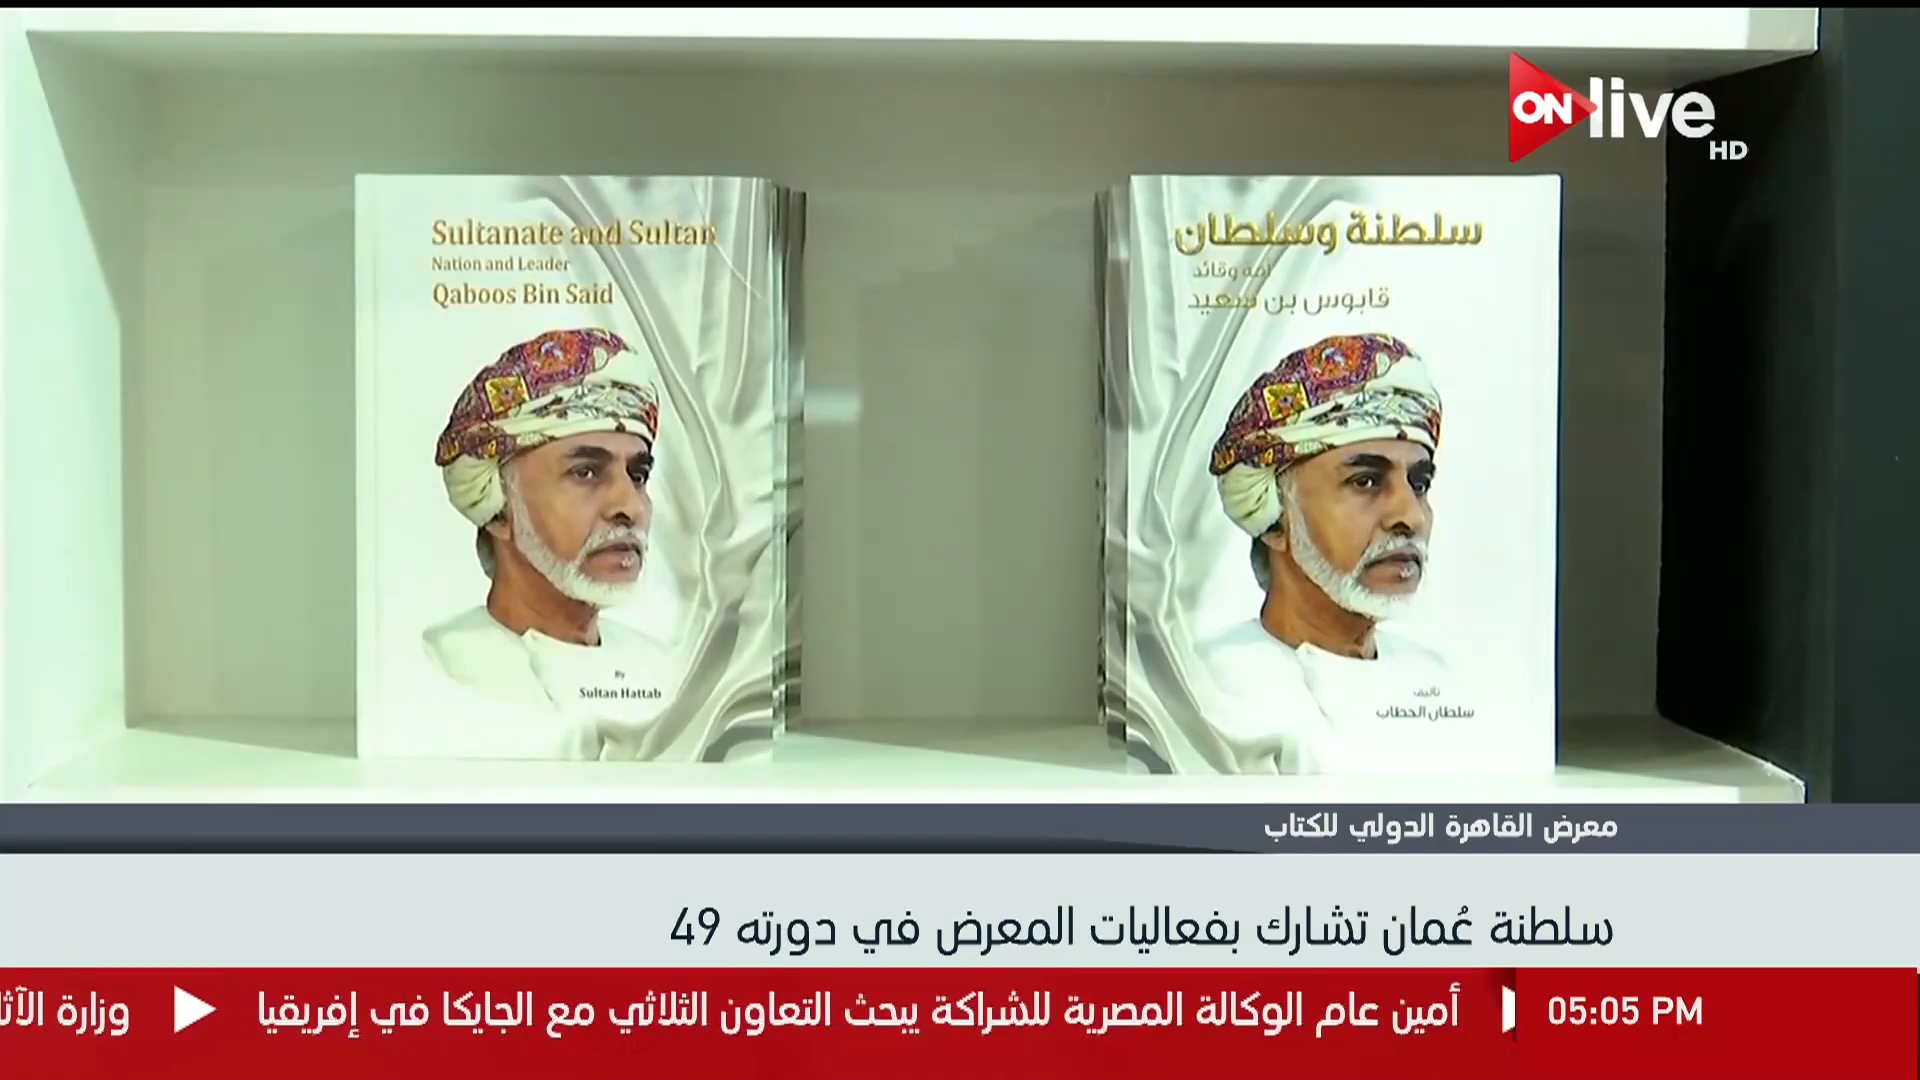 ON live
HD
Sultanate and Sultan
Nation and Leader
Qaboos Bin Said
By
Sultan Hattab
سلطنة وسلطان
أمة وقائد
قابوس بن سعيد
تأليف
سلطان الحطاب
معرض القاهرة الدولي للكتاب
سلطنة عُمان تشارك بفعاليات المعرض في دورته 49
05:05 PM
أمين عام الوكالة المصرية للشراكة يبحث التعاون الثلاثي مع الجايكا في إفريقيا
وزارة